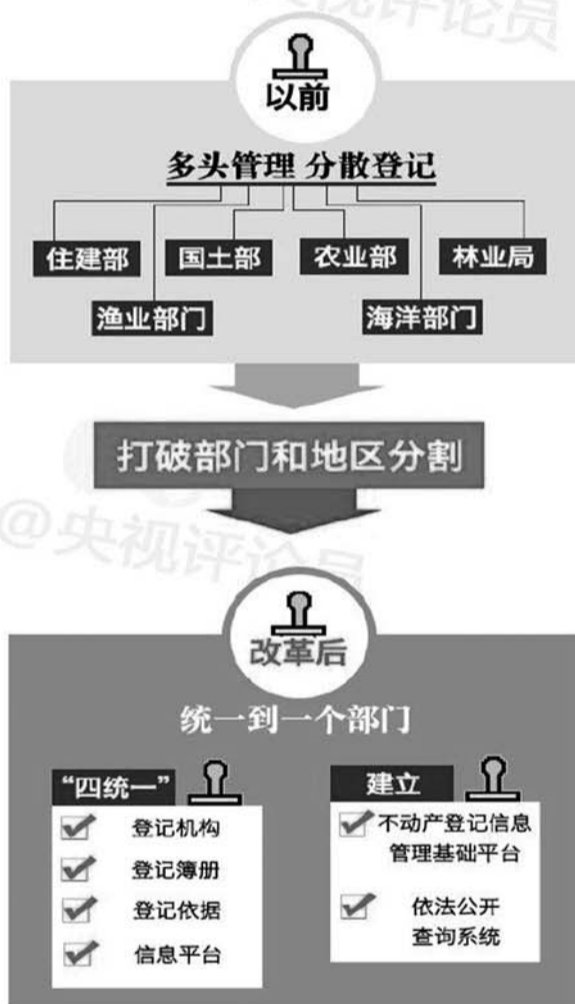 央视评论员
以前
多头管理 分散登记
住建部
国土部
农业部
林业局
渔业部门
海洋部门
打破部门和地区分割
@央视评论员
改革后
统一到一个部门
“四统一”
登记机构
登记簿册
登记依据
信息平台
建立
不动产登记信息
管理基础平台
依法公开
查询系统